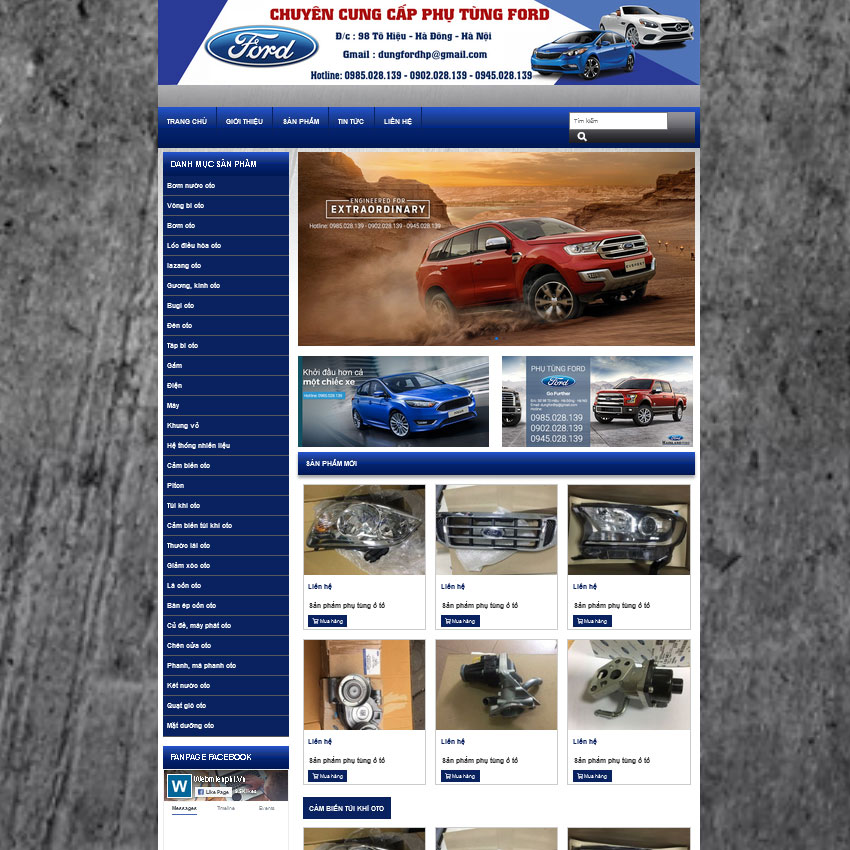 CHUYÊN CUNG CẤP PHỤ TÙNG FORD
Ford
Đ/c : 98 Tô Hiệu - Hà Đông - Hà Nội
Gmail : dungfordhp@gmail.com
Hotline: 0985.028.139 - 0902.028.139 - 0945.028.139
TRANG CHỦ
GIỚI THIỆU
SẢN PHẨM
TIN TỨC
LIÊN HỆ
Tìm kiếm
DANH MỤC SẢN PHẨM
Bơm nước oto
Vòng bi oto
Bơm oto
Lốc điều hòa oto
lazang oto
Gương, kính oto
Bugi oto
Đèn oto
Táp bi oto
Gầm
Điện
Máy
Khung vỏ
Hệ thống nhiên liệu
Cảm biến oto
Piton
Túi khí oto
Cảm biến túi khí oto
Thước lái oto
Giảm xóc oto
Lá côn oto
Bàn ép côn oto
Củ đề, máy phát oto
Chén cửa oto
Phanh, má phanh oto
Két nước oto
Quạt gió oto
Mặt dưỡng oto
FANPAGE FACEBOOK
W
Webmienphi.Vn
Like Page
Messages
Timeline
Events
ENGINEERED FOR
EXTRAORDINARY
Hotline: 0985.028.139 - 0902.028.139 - 0945.028.139
Khởi đầu hơn cả
một chiếc xe
PHỤ TÙNG FORD
Ford
Go Further
0985.028.139
0902.028.139
0945.028.139
SẢN PHẨM MỚI
Liên hệ
Sản phẩm phụ tùng ô tô
Mua hàng
Liên hệ
Sản phẩm phụ tùng ô tô
Mua hàng
Liên hệ
Sản phẩm phụ tùng ô tô
Mua hàng
Liên hệ
Sản phẩm phụ tùng ô tô
Mua hàng
Liên hệ
Sản phẩm phụ tùng ô tô
Mua hàng
Liên hệ
Sản phẩm phụ tùng ô tô
Mua hàng
CẢM BIẾN TÚI KHÍ OTO